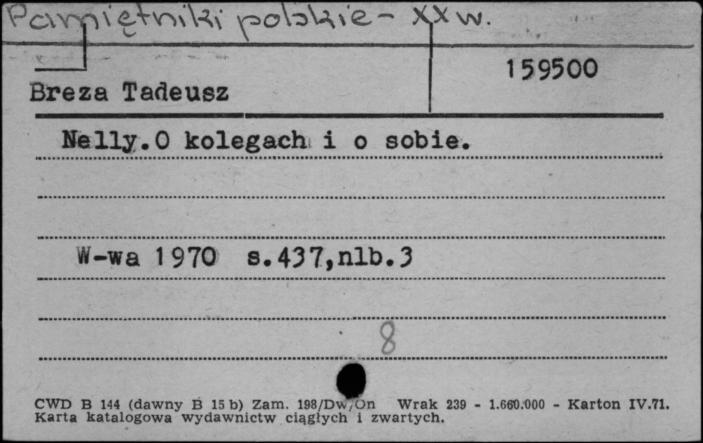 Pamiętniki polskie - XX w.
159500
Breza Tadeusz
Nelly. O kolegach i o sobie.
W-wa 1970 s.437,nlb.3
8
CWD B 144 (dawny B 15 b) Zam. 198/Dw/On Wrak 239 - 1.660.000 - Karton IV.71.
Karta katalogowa wydawnictw ciągłych i zwartych.